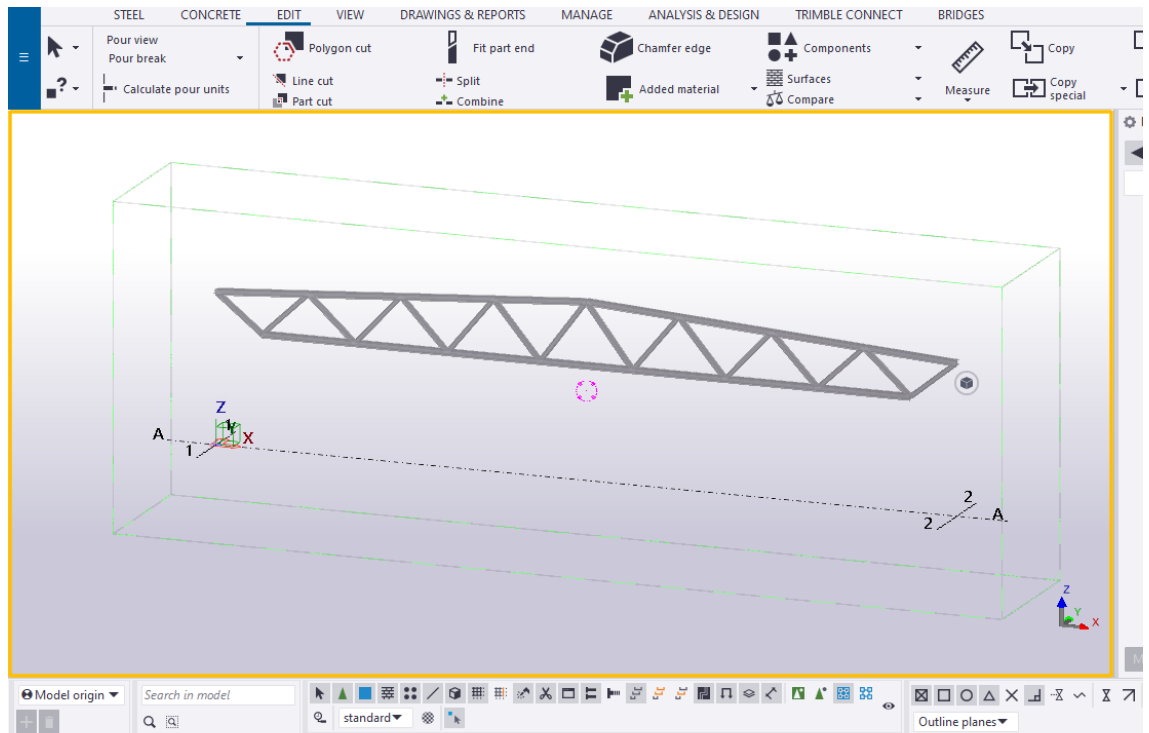 STEEL CONCRETE EDIT VIEW DRAWINGS & REPORTS MANAGE ANALYSIS & DESIGN TRIMBLE CONNECT BRIDGES
Pour view
Pour break
Calculate pour units
Polygon cut
Line cut
Part cut
Fit part end
Split
Combine
Chamfer edge
Added material
Components
Surfaces
Compare
Measure
Copy
Copy
special
Z
X
A
1
2
2
A
Z
Y
X
Model origin
Search in model
standard
Outline planes